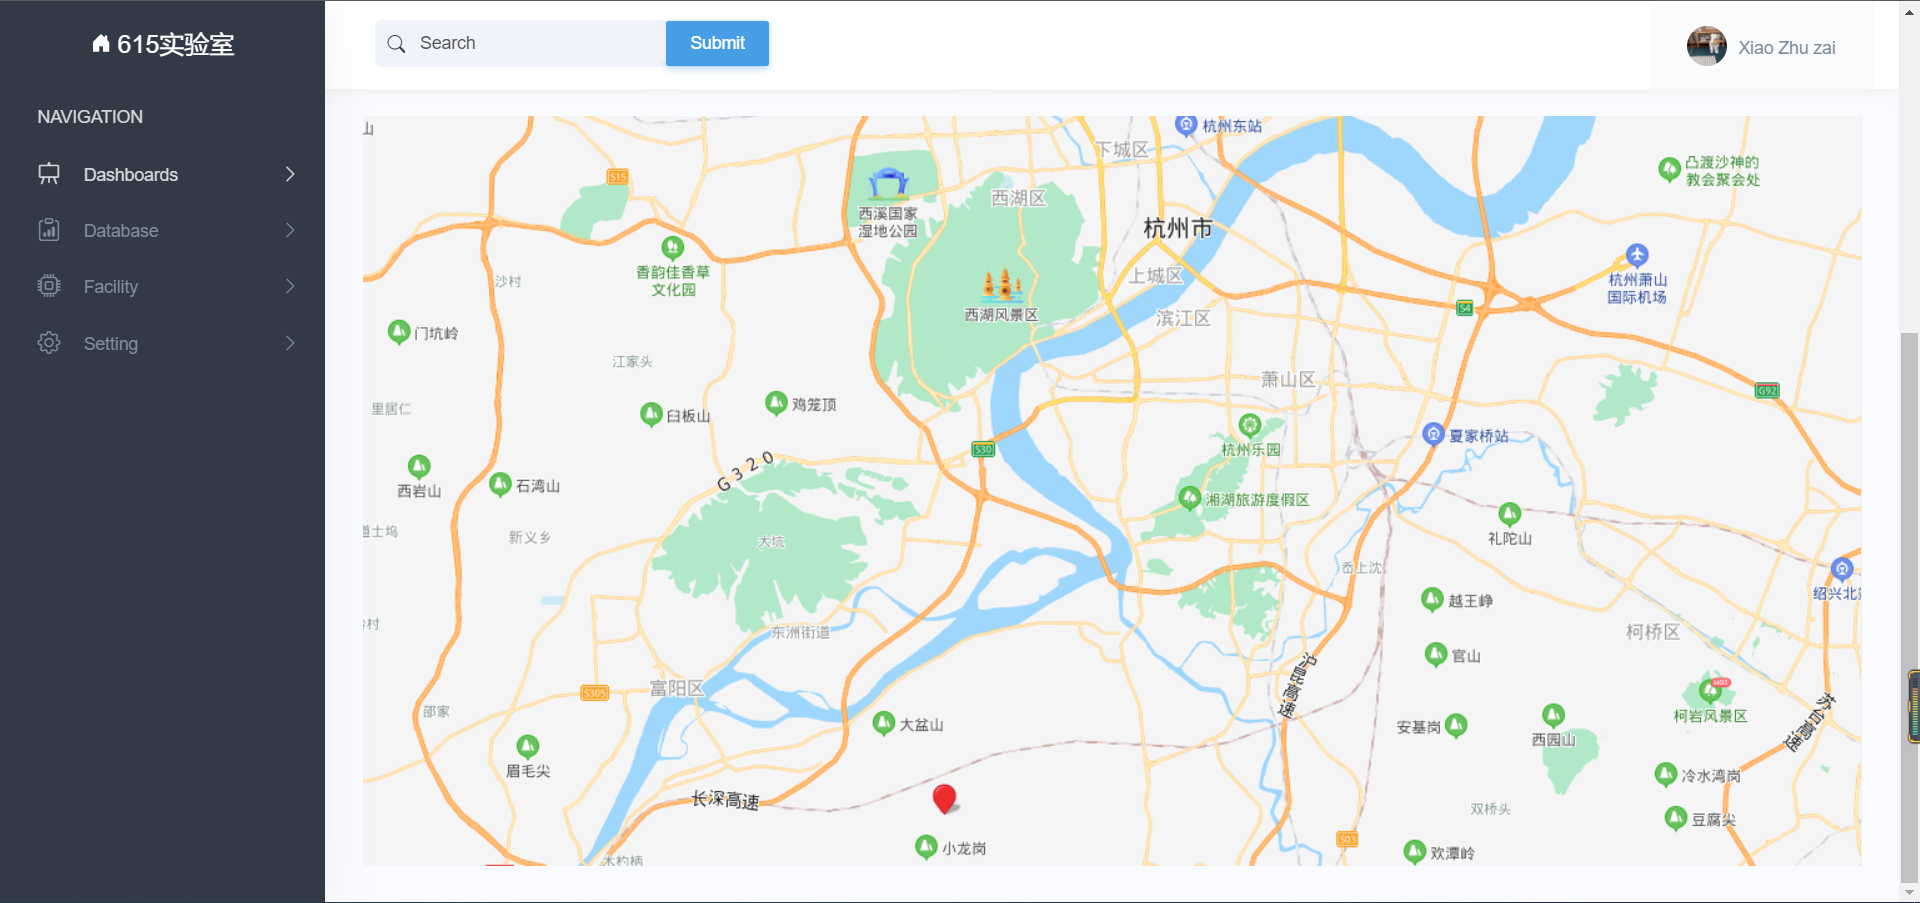 615实验室
Search
Submit
Xiao Zhu zai
NAVIGATION
Dashboards
Database
Facility
Setting
山
杭州东站
下城区
凸渡沙神的
教会聚会处
S15
西溪国家
湿地公园
西湖区
杭州市
香韵佳香草
文化园
沙村
上城区
杭州萧山
国际机场
西湖风景区
滨江区
S4
门坑岭
江家头
萧山区
G92
里居仁
臼板山
鸡笼顶
杭州乐园
夏家桥站
S30
G320
西岩山
石湾山
湘湖旅游度假区
道士坞
新义乡
大坑
礼陀山
岙上沈
绍兴北
越王峥
村
东洲街道
柯桥区
官山
沪昆高速
富阳区
S305
HOT
柯岩风景区
邵家
大盆山
安基岗
西园山
苏台高速
眉毛尖
冷水湾岗
长深高速
双桥头
豆腐尖
S03
小龙岗
欢潭岭
木杓柄